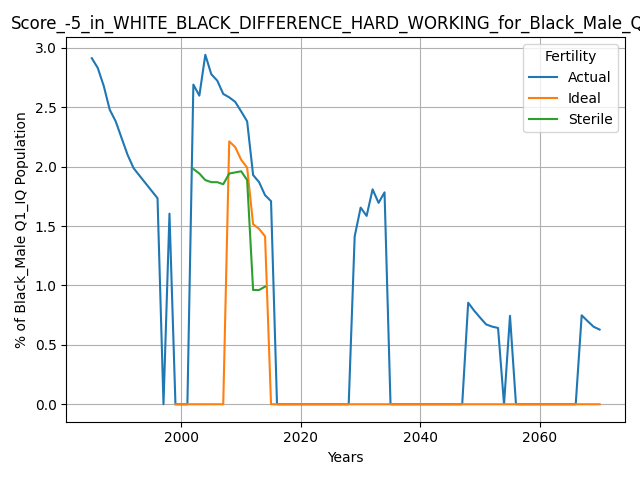 Score_-5_in_WHITE_BLACK_DIFFERENCE_HARD_WORKING_for_Black_Male_Q
Fertility
Actual
Ideal
Sterile
% of Black_Male Q1_IQ Population
3.0
2.5
2.0
1.5
1.0
0.5
0.0
2000 2020 2040 2060
Years